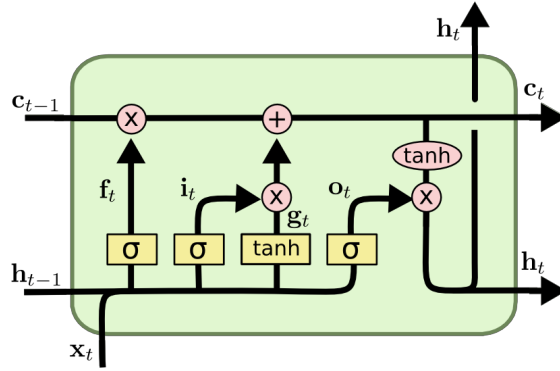 h_t
c_{t-1} x + c_t
tanh
f_t i_t x o_t x
g_t
σ σ tanh σ
h_{t-1} h_t
x_t